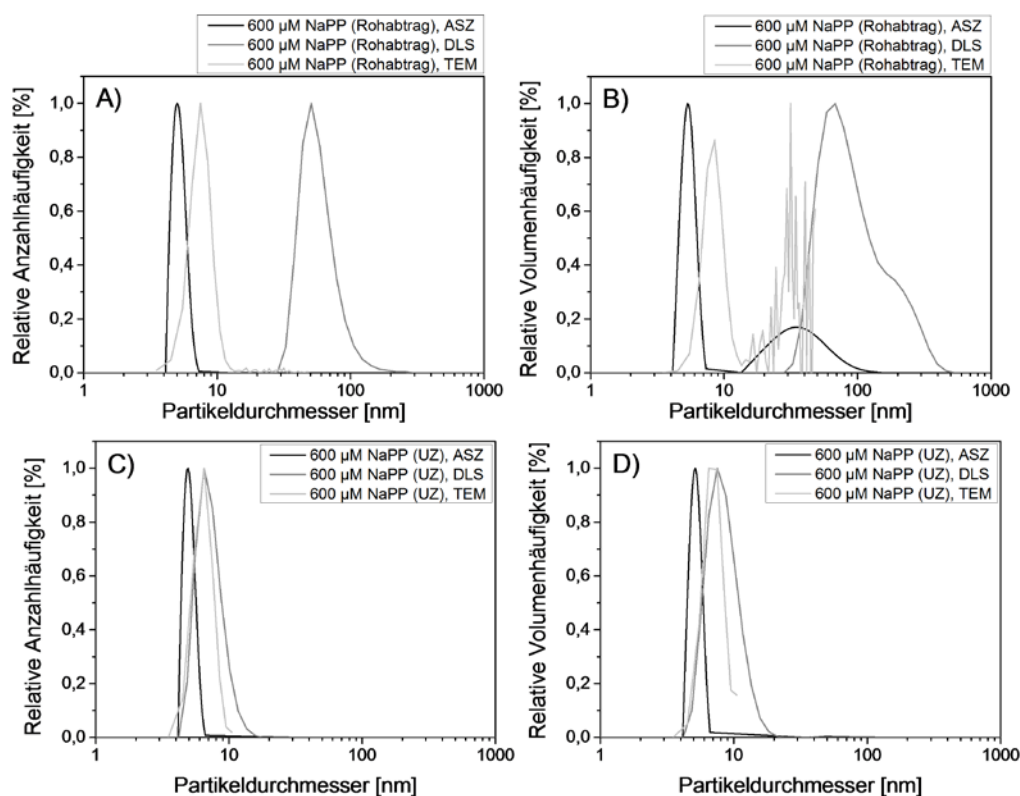 600 µM NaPP (Rohabtrag), ASZ
600 µM NaPP (Rohabtrag), DLS
600 µM NaPP (Rohabtrag), TEM
A)
Relative Anzahlhäufigkeit [%]
1,0
0,8
0,6
0,4
0,2
0,0
1 10 100 1000
Partikeldurchmesser [nm]
600 µM NaPP (Rohabtrag), ASZ
600 µM NaPP (Rohabtrag), DLS
600 µM NaPP (Rohabtrag), TEM
B)
Relative Volumenhäufigkeit [%]
1,0
0,8
0,6
0,4
0,2
0,0
1 10 100 1000
Partikeldurchmesser [nm]
C)
600 µM NaPP (UZ), ASZ
600 µM NaPP (UZ), DLS
600 µM NaPP (UZ), TEM
Relative Anzahlhäufigkeit [%]
1,0
0,8
0,6
0,4
0,2
0,0
1 10 100 1000
Partikeldurchmesser [nm]
D)
600 µM NaPP (UZ), ASZ
600 µM NaPP (UZ), DLS
600 µM NaPP (UZ), TEM
Relative Volumenhäufigkeit [%]
1,0
0,8
0,6
0,4
0,2
0,0
1 10 100 1000
Partikeldurchmesser [nm]